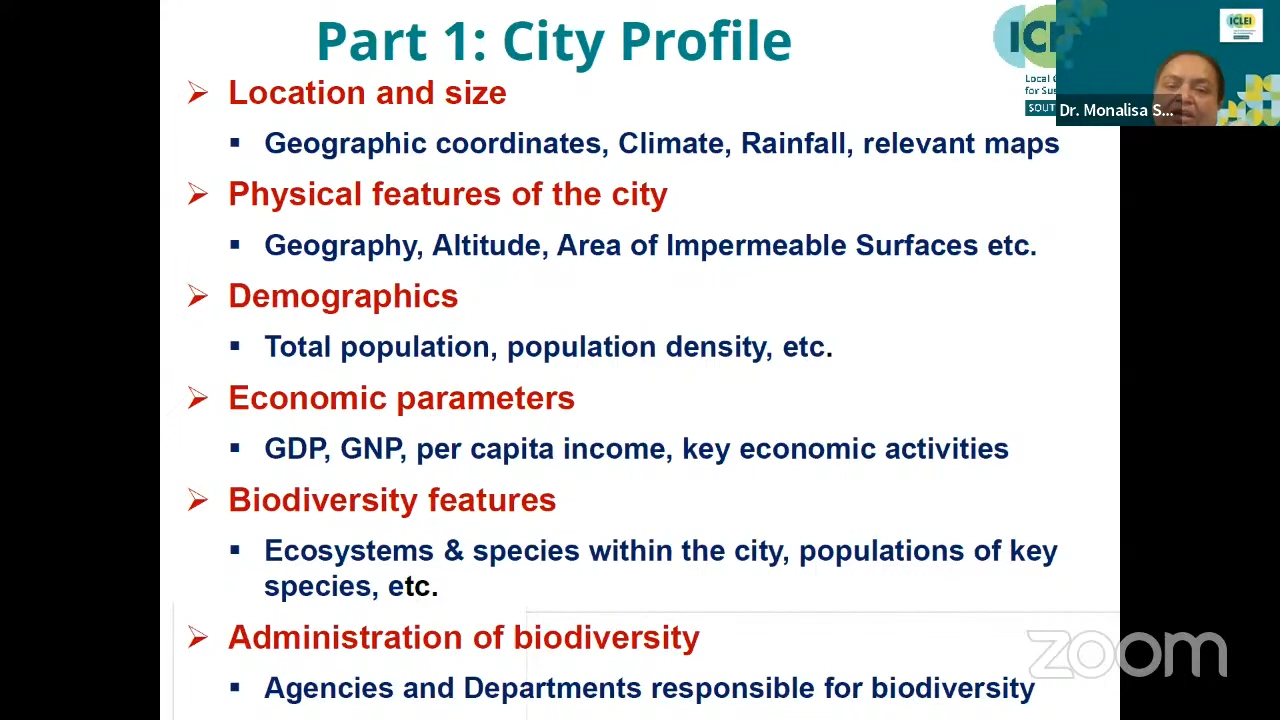 Part 1: City Profile
ICLEI
Local
for Sus
SOUT
Dr. Monalisa S...
➢ Location and size
▪ Geographic coordinates, Climate, Rainfall, relevant maps
➢ Physical features of the city
▪ Geography, Altitude, Area of Impermeable Surfaces etc.
➢ Demographics
▪ Total population, population density, etc.
➢ Economic parameters
▪ GDP, GNP, per capita income, key economic activities
➢ Biodiversity features
▪ Ecosystems & species within the city, populations of key
species, etc.
➢ Administration of biodiversity
▪ Agencies and Departments responsible for biodiversity
zoom